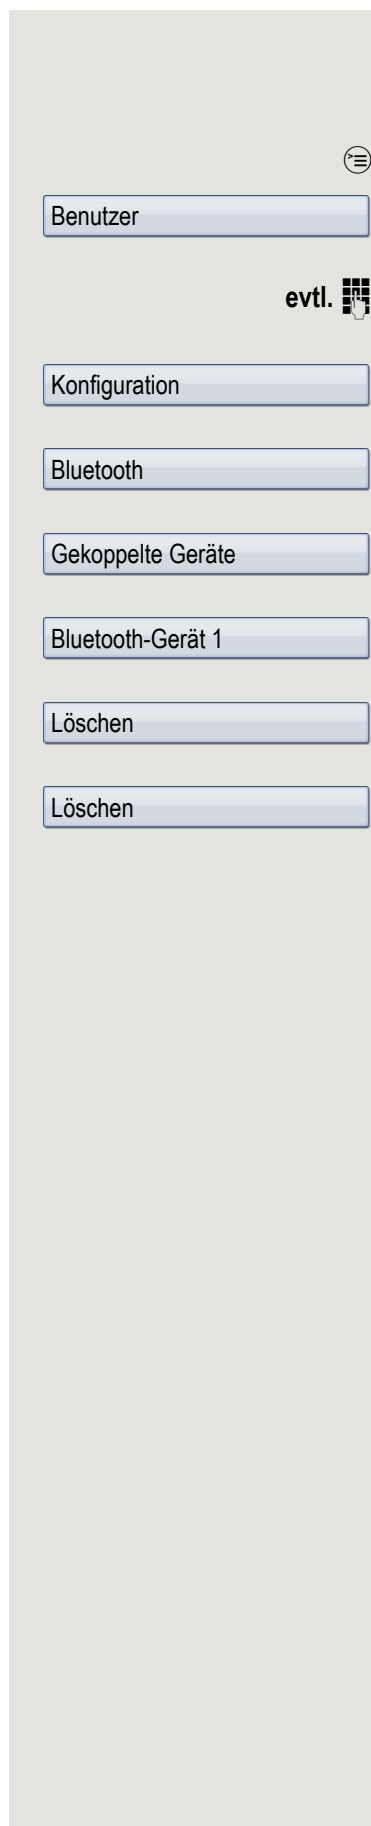 Benutzer
evtl.
Konfiguration
Bluetooth
Gekoppelte Geräte
Bluetooth-Gerät 1
Löschen
Löschen